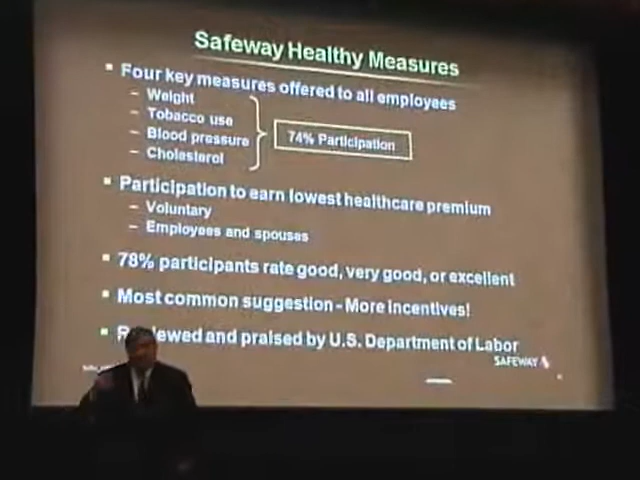 Safeway Healthy Measures
Four key measures offered to all employees
– Weight
– Tobacco use
– Blood pressure
– Cholesterol
74% Participation
Participation to earn lowest healthcare premium
– Voluntary
– Employees and spouses
78% participants rate good, very good, or excellent
Most common suggestion - More incentives!
and praised by U.S. Department of Labor
SAFEWAY